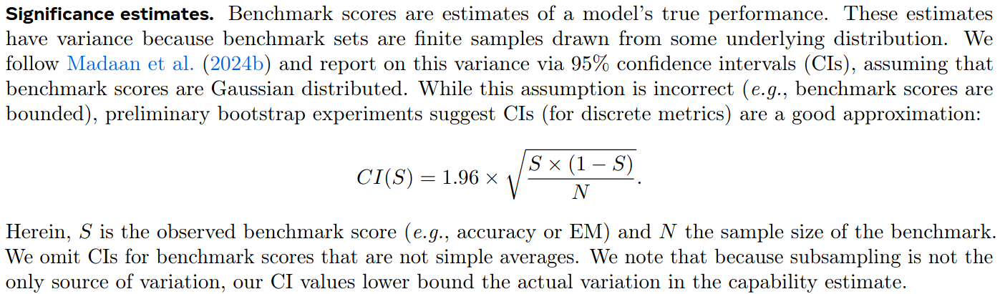 Significance estimates. Benchmark scores are estimates of a model's true performance. These estimates
have variance because benchmark sets are finite samples drawn from some underlying distribution. We
follow Madaan et al. (2024b) and report on this variance via 95% confidence intervals (CIs), assuming that
benchmark scores are Gaussian distributed. While this assumption is incorrect (e.g., benchmark scores are
bounded), preliminary bootstrap experiments suggest CIs (for discrete metrics) are a good approximation:
CI(S) = 1.96 × √(S × (1 − S) / N).
Herein, S is the observed benchmark score (e.g., accuracy or EM) and N the sample size of the benchmark.
We omit CIs for benchmark scores that are not simple averages. We note that because subsampling is not the
only source of variation, our CI values lower bound the actual variation in the capability estimate.